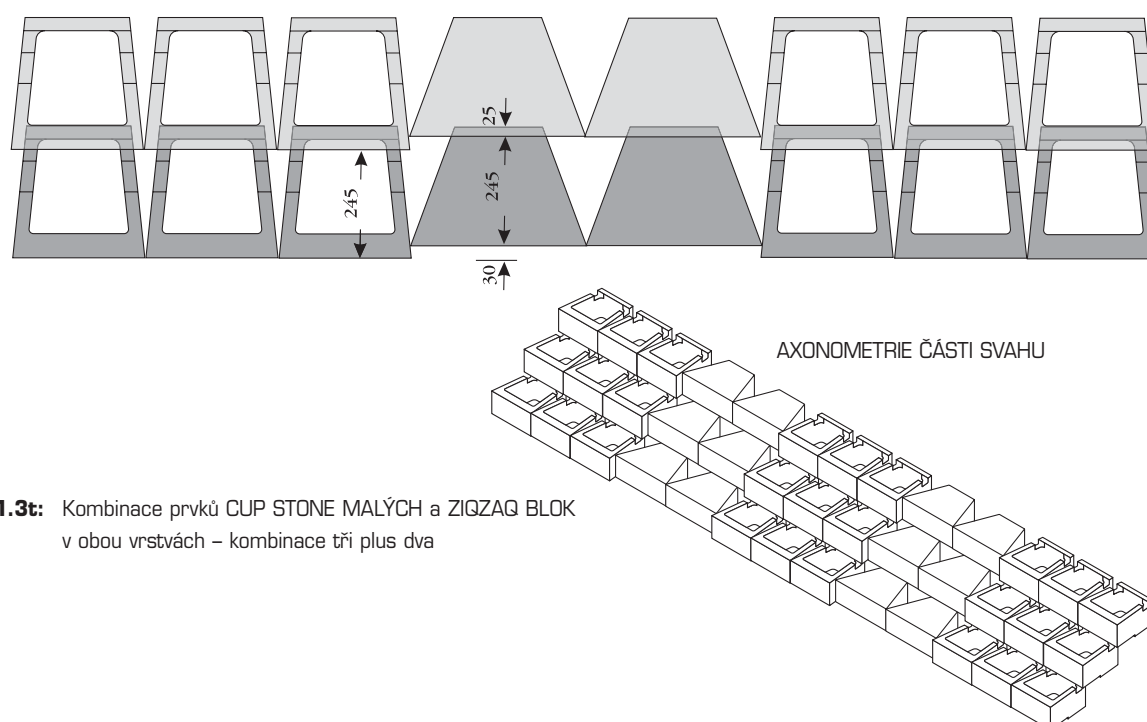 25
245
245
30
AXONOMETRIE ČÁSTI SVAHU
1.3t: Kombinace prvků CUP STONE MALÝCH a ZIQZAQ BLOK
v obou vrstvách – kombinace tři plus dva